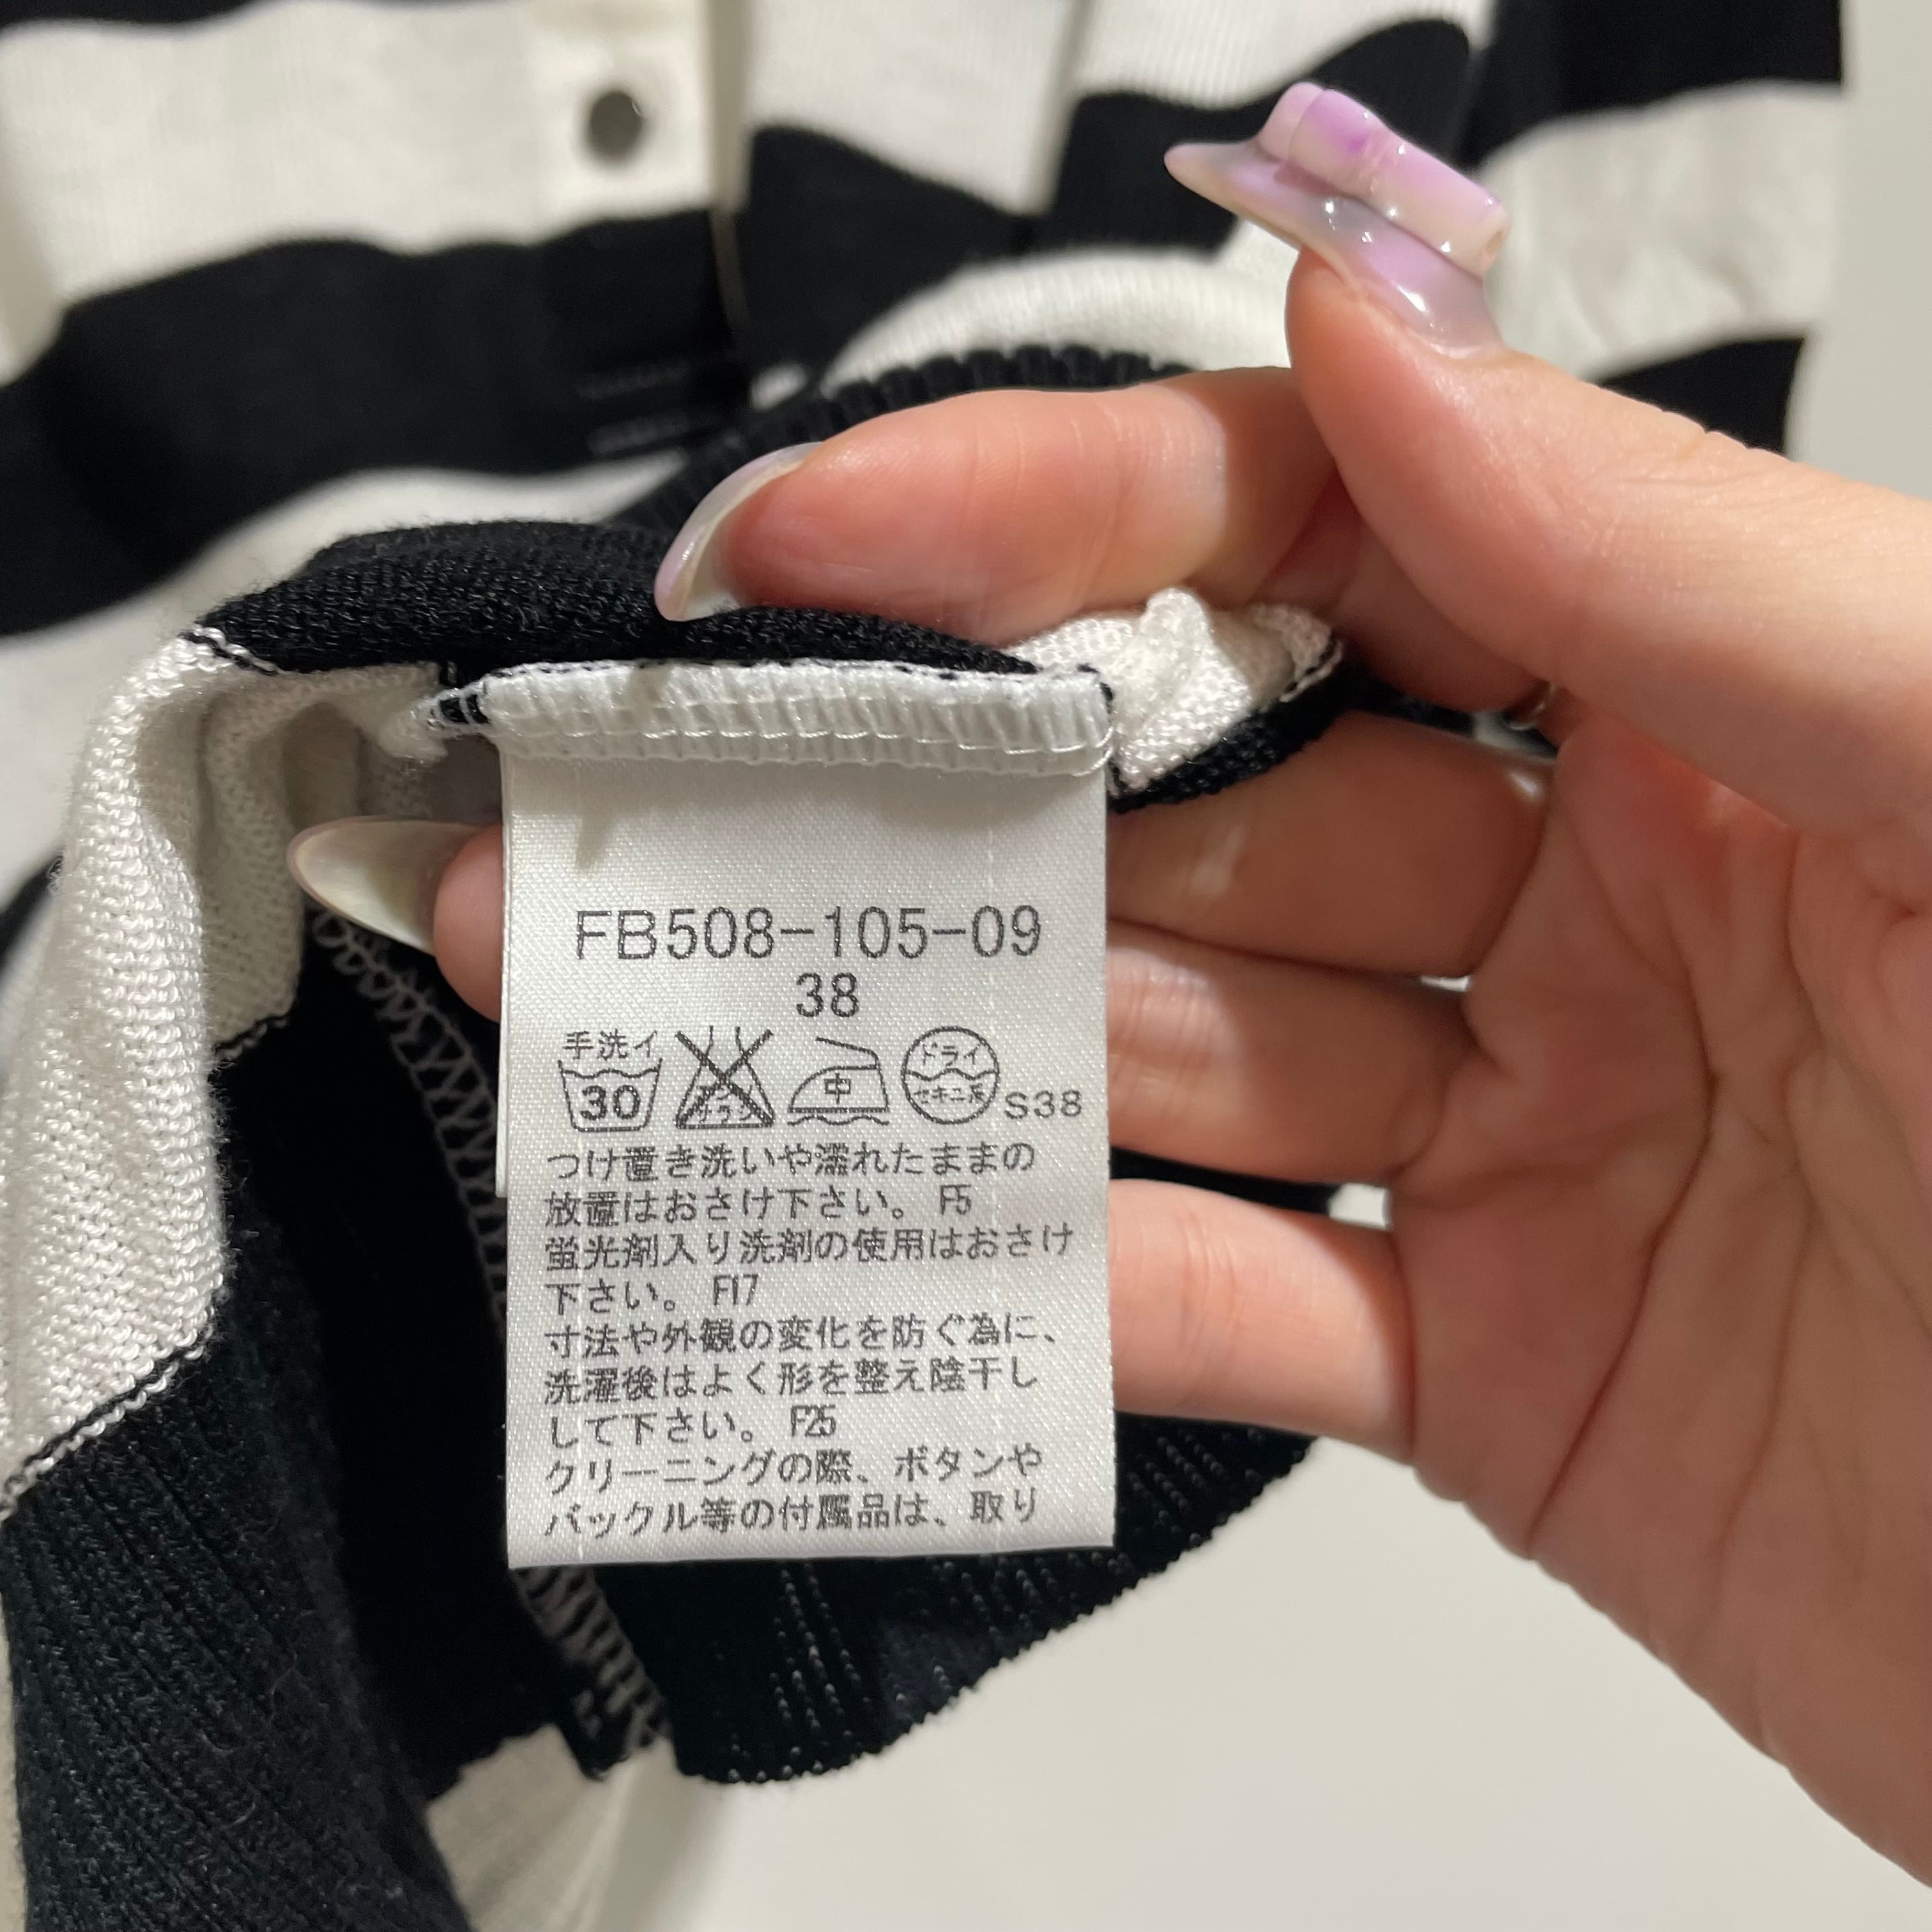 FB508-105-09
38
手洗イ
30
エンソ
サラシ
中
ドライ
セキユ系
S38
つけ置き洗いや濡れたままの
放置はおさけ下さい。 F5
蛍光剤入り洗剤の使用はおさけ
下さい。 F17
寸法や外観の変化を防ぐ為に、
洗濯後はよく形を整え陰干し
して下さい。 F25
クリーニングの際、ボタンや
バックル等の付属品は、取り